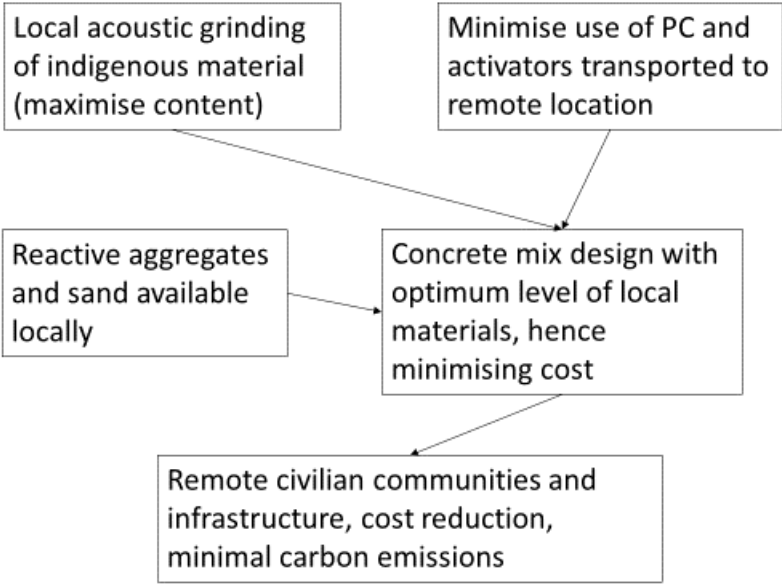 Local acoustic grinding
of indigenous material
(maximise content)
Minimise use of PC and
activators transported to
remote location
Reactive aggregates
and sand available
locally
Concrete mix design with
optimum level of local
materials, hence
minimising cost
Remote civilian communities and
infrastructure, cost reduction,
minimal carbon emissions